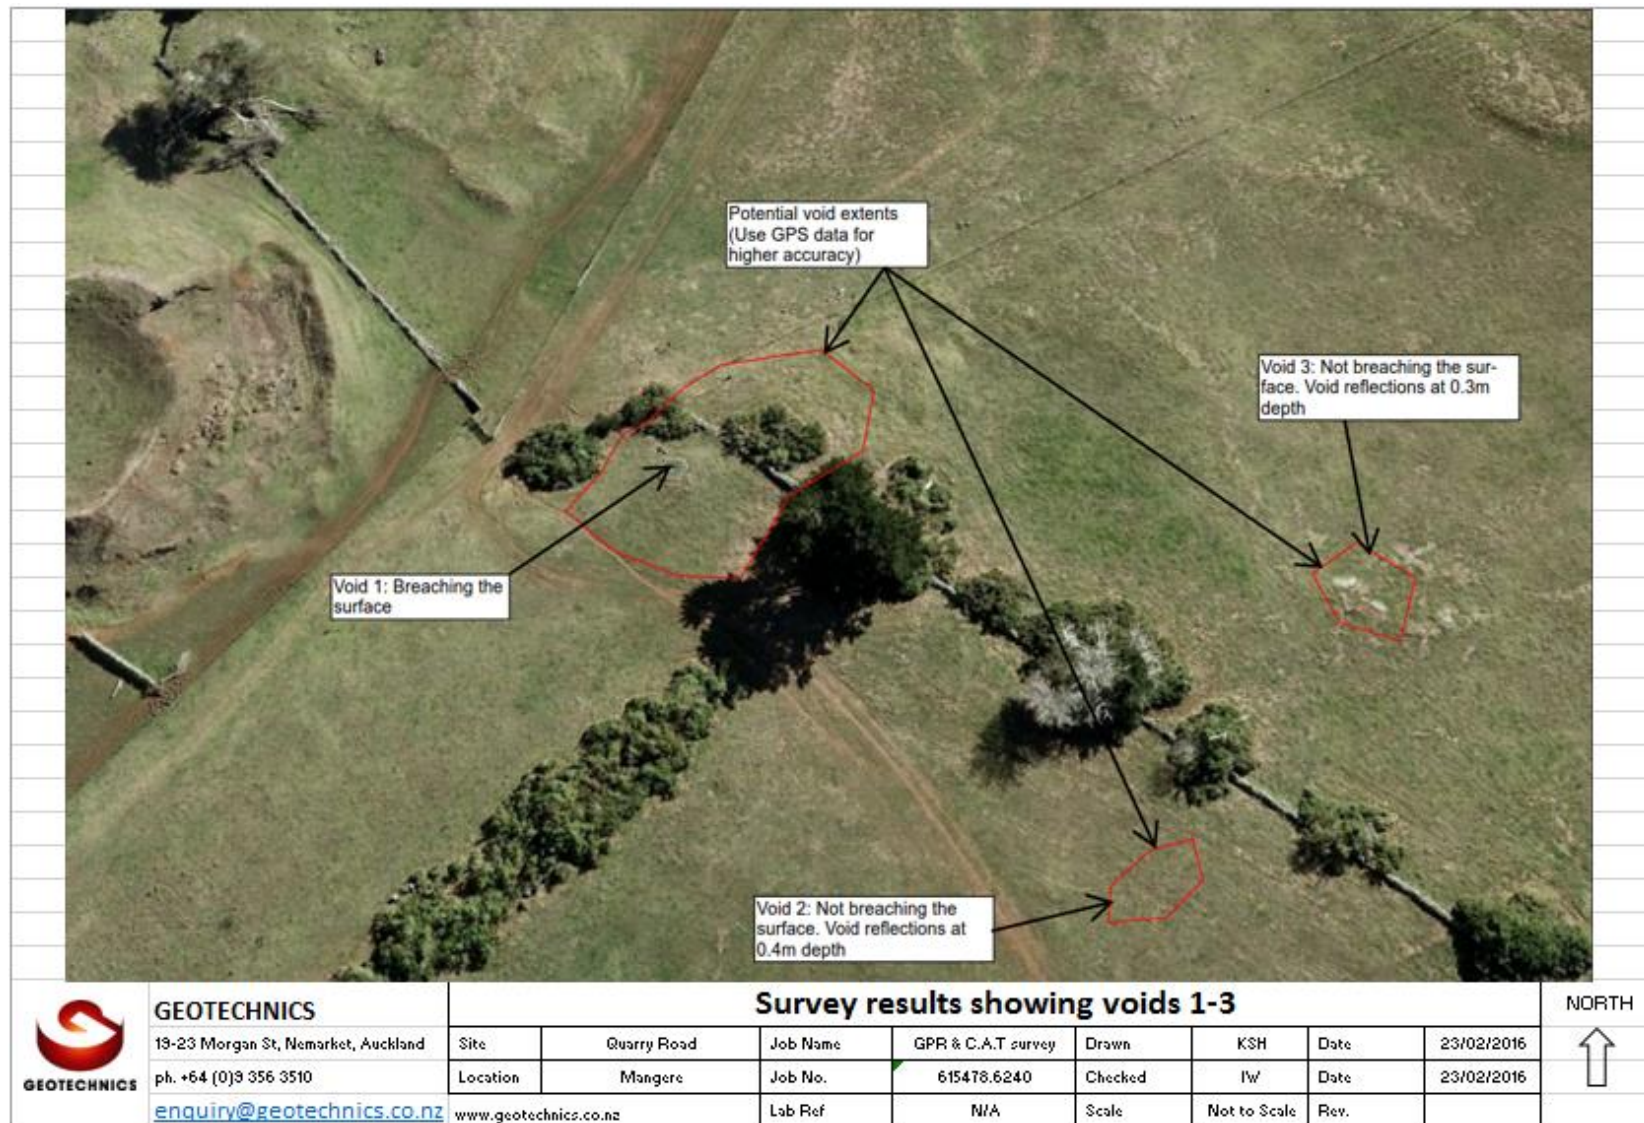 Potential void extents
(Use GPS data for
higher accuracy)
Void 3: Not breaching the sur-
face. Void reflections at 0.3m
depth
Void 1: Breaching the
surface
Void 2: Not breaching the
surface. Void reflections at
0.4m depth
GEOTECHNICS
GEOTECHNICS
19-23 Morgan St, Nemarket, Auckland
ph. +64 (0)9 356 3510
enquiry@geotechnics.co.nz
Survey results showing voids 1-3
Site Quarry Road Job Name GPR & C.A.T survey Drawn KSH Date 23/02/2016
Location Mangere Job No. 615478.6240 Checked IW Date 23/02/2016
www.geotechnics.co.nz Lab Ref N/A Scale Not to Scale Rev.
NORTH